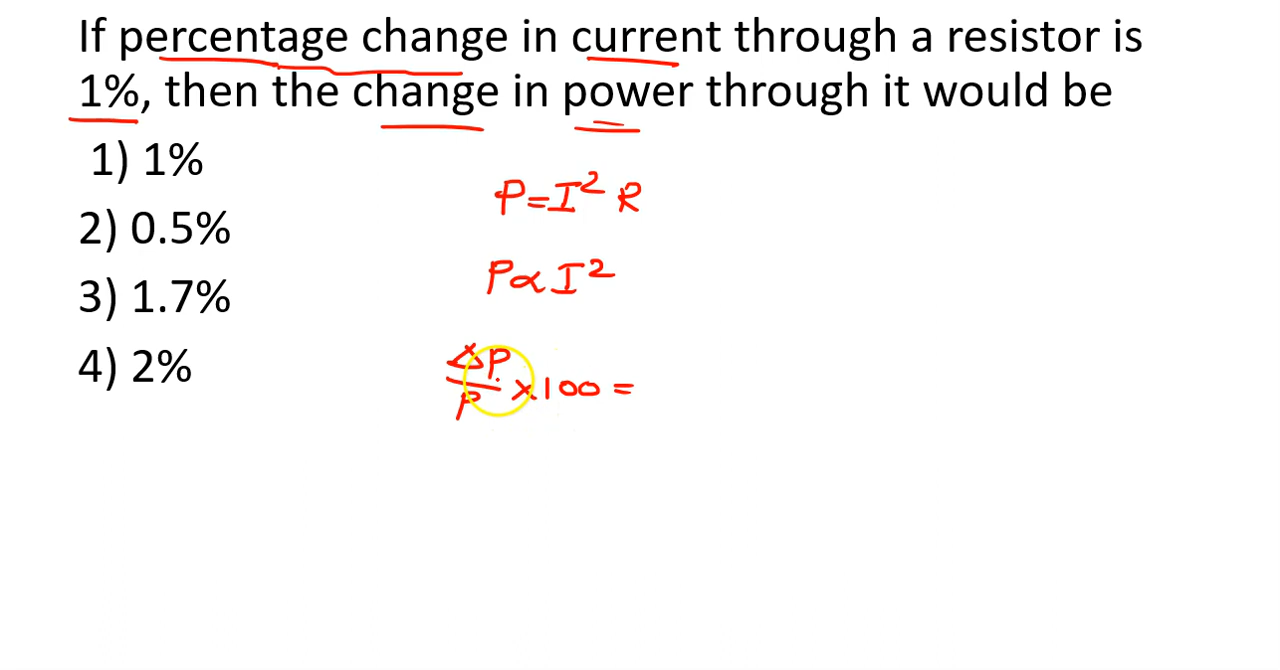 If percentage change in current through a resistor is
1%, then the change in power through it would be
1) 1%
2) 0.5%
3) 1.7%
4) 2%
P=I² R
P∝I²
ΔP/P ×100 =